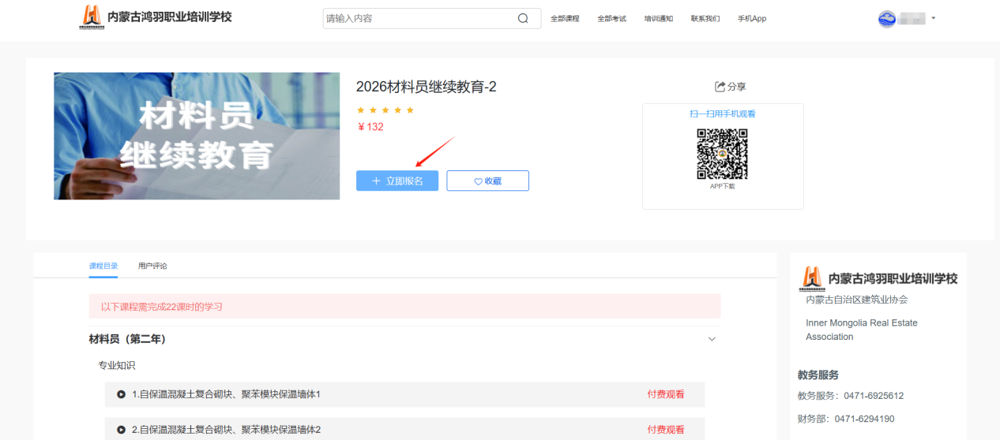 内蒙古鸿羽职业培训学校
请输入内容
全部课程
全部考试
培训通知
联系我们
手机App
材料员
继续教育
2026材料员继续教育-2
￥132
立即报名
收藏
分享
扫一扫用手机观看
APP下载
课程目录
用户评论
以下课程需完成22课时的学习
材料员（第二年）
专业知识
1.自保温混凝土复合砌块、聚苯模块保温墙体1
付费观看
2.自保温混凝土复合砌块、聚苯模块保温墙体2
付费观看
内蒙古鸿羽职业培训学校
内蒙古自治区建筑业协会
Inner Mongolia Real Estate
Association
教务服务
教务服务：0471-6925612
财务部：0471-6294190